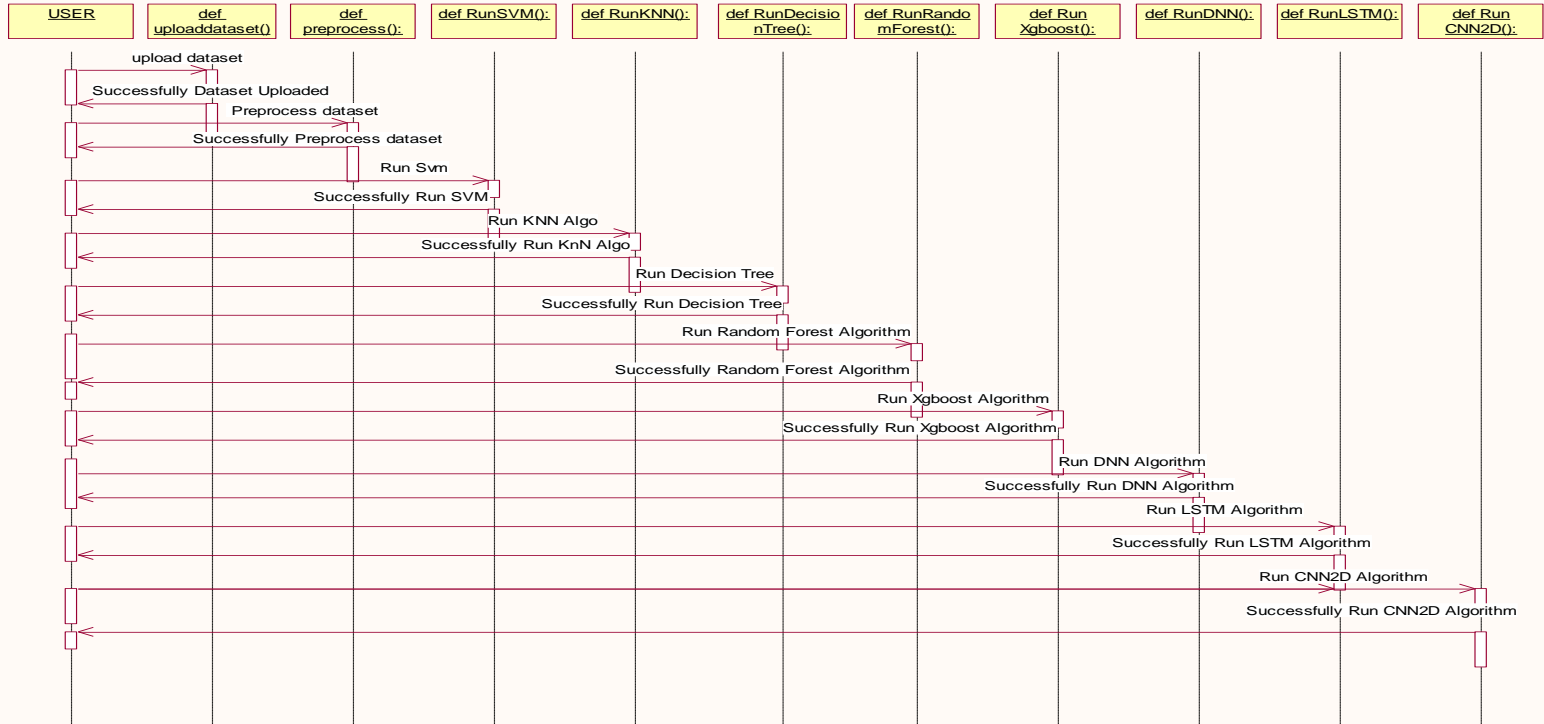 USER
def
uploaddataset()
def
preprocess():
def RunSVM():
def RunKNN():
def RunDecisio
nTree():
def RunRando
mForest():
def Run
Xgboost():
def RunDNN():
def RunLSTM():
def Run
CNN2D():
upload dataset
Successfully Dataset Uploaded
Preprocess dataset
Successfully Preprocess dataset
Run Svm
Successfully Run SVM
Run KNN Algo
Successfully Run KnN Algo
Run Decision Tree
Successfully Run Decision Tree
Run Random Forest Algorithm
Successfully Random Forest Algorithm
Run Xgboost Algorithm
Successfully Run Xgboost Algorithm
Run DNN Algorithm
Successfully Run DNN Algorithm
Run LSTM Algorithm
Successfully Run LSTM Algorithm
Run CNN2D Algorithm
Successfully Run CNN2D Algorithm